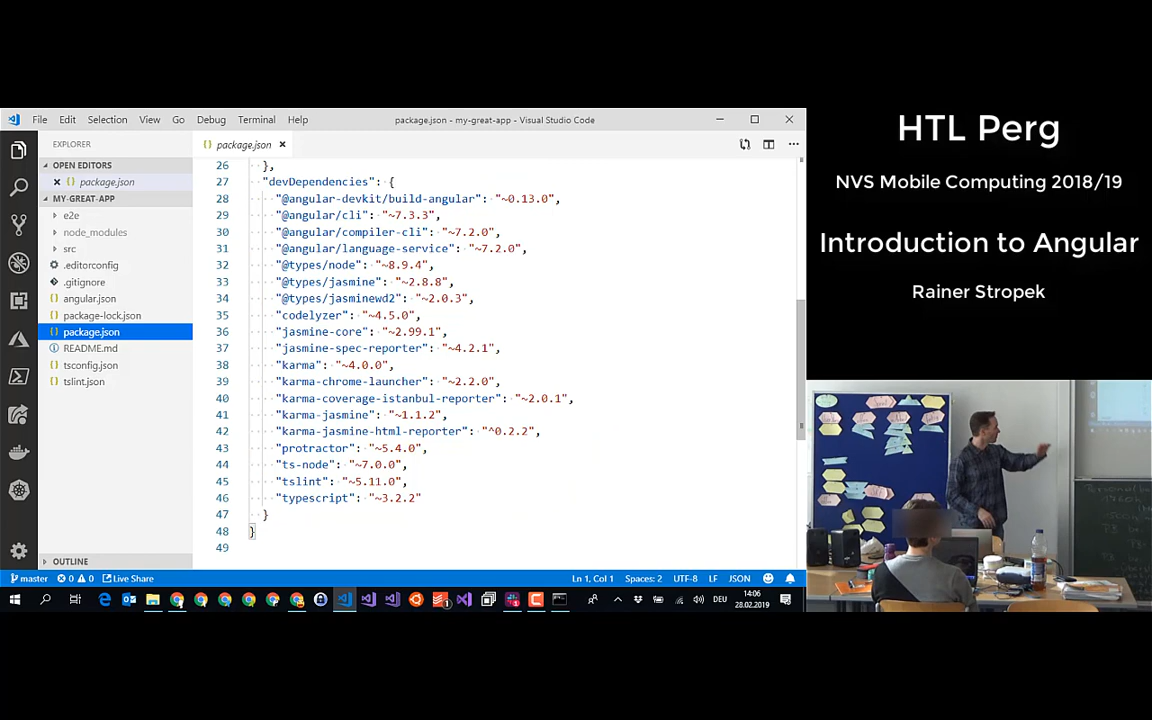 File Edit Selection View Go Debug Terminal Help
package.json - my-great-app - Visual Studio Code
EXPLORER
OPEN EDITORS
package.json
MY-GREAT-APP
e2e
node_modules
src
.editorconfig
.gitignore
angular.json
package-lock.json
package.json
README.md
tsconfig.json
tslint.json
OUTLINE
package.json
26 },
27 "devDependencies": {
28 "@angular-devkit/build-angular": "~0.13.0",
29 "@angular/cli": "~7.3.3",
30 "@angular/compiler-cli": "~7.2.0",
31 "@angular/language-service": "~7.2.0",
32 "@types/node": "~8.9.4",
33 "@types/jasmine": "~2.8.8",
34 "@types/jasminewd2": "~2.0.3",
35 "codelyzer": "~4.5.0",
36 "jasmine-core": "~2.99.1",
37 "jasmine-spec-reporter": "~4.2.1",
38 "karma": "~4.0.0",
39 "karma-chrome-launcher": "~2.2.0",
40 "karma-coverage-istanbul-reporter": "~2.0.1",
41 "karma-jasmine": "~1.1.2",
42 "karma-jasmine-html-reporter": "^0.2.2",
43 "protractor": "~5.4.0",
44 "ts-node": "~7.0.0",
45 "tslint": "~5.11.0",
46 "typescript": "~3.2.2"
47 }
48 }
49
master 0 0 Live Share
Ln 1, Col 1 Spaces: 2 UTF-8 LF JSON
DEU
14:06
28.02.2019
HTL Perg
NVS Mobile Computing 2018/19
Introduction to Angular
Rainer Stropek